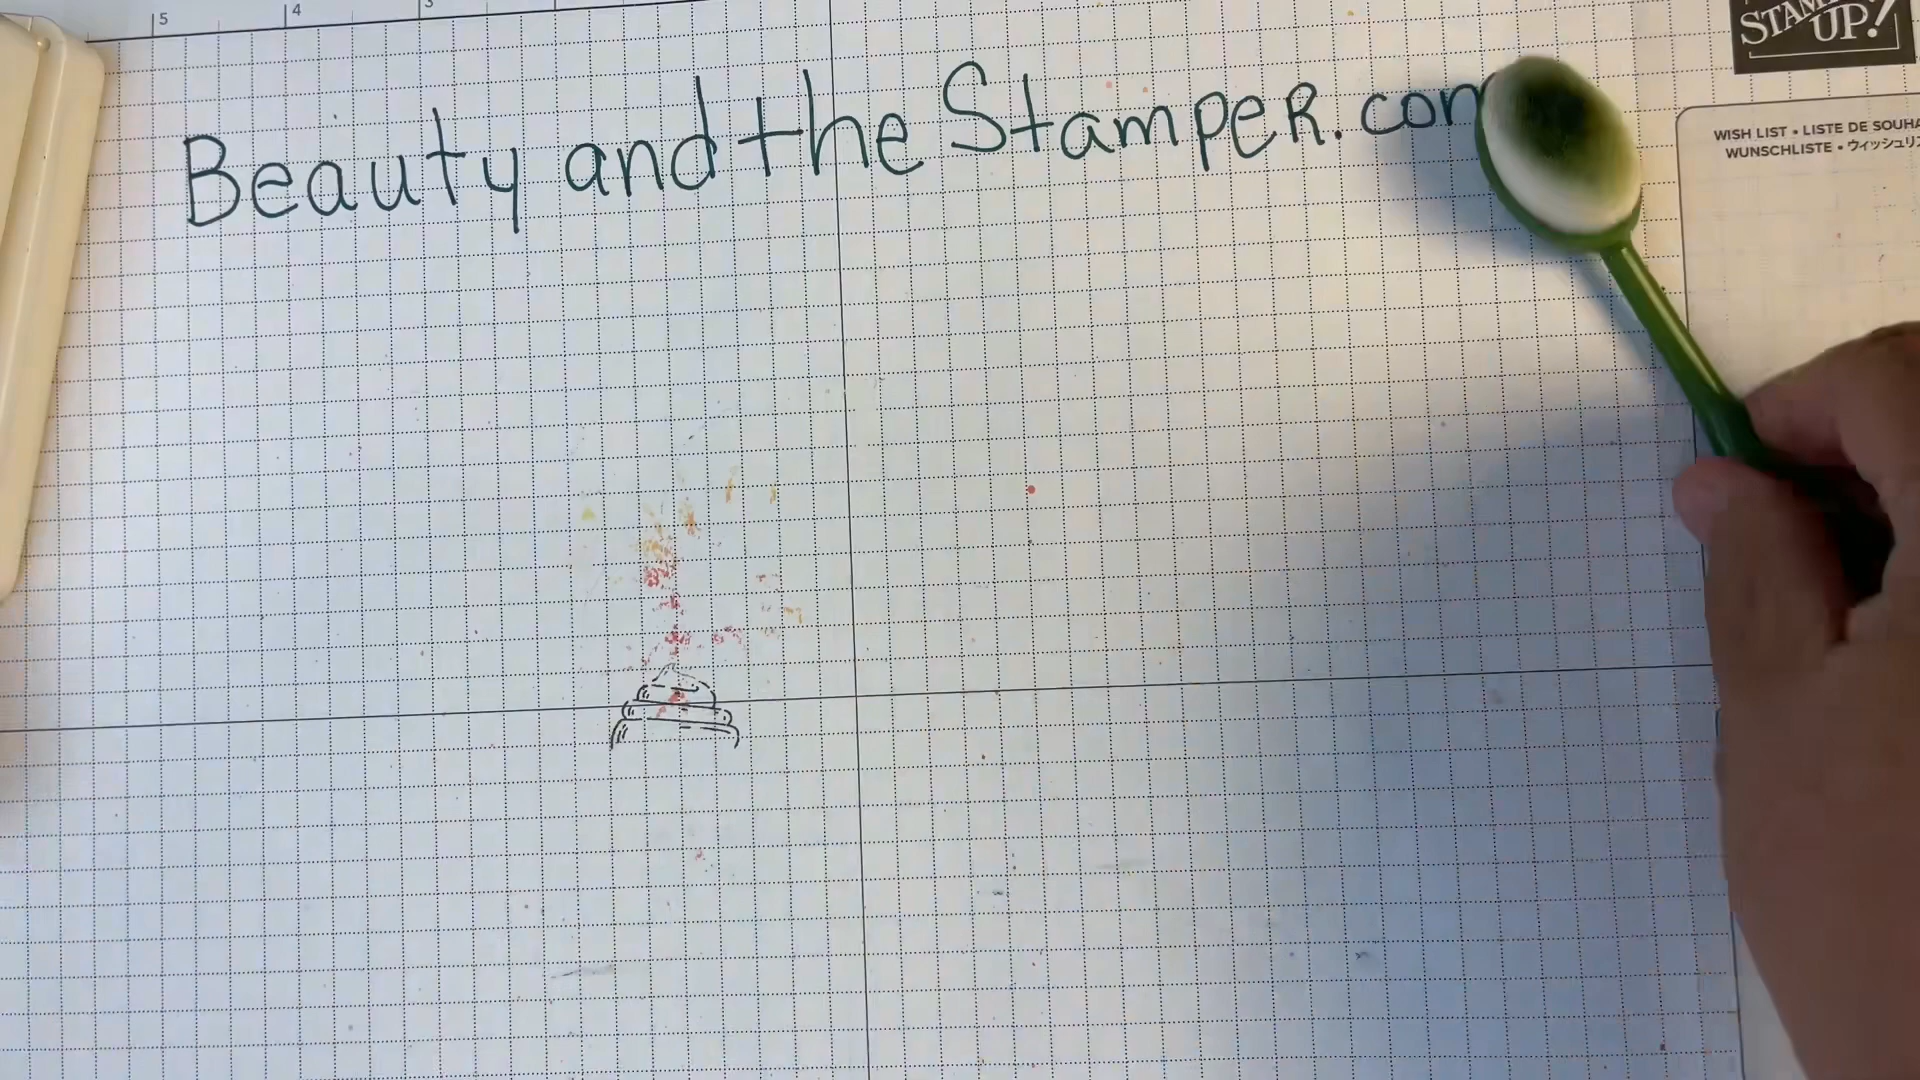 5 4 3
STAMPIN' UP!
Beauty and the StampeR.com
WISH LIST • LISTE DE
WUNSCHLISTE • ウィッシュリ